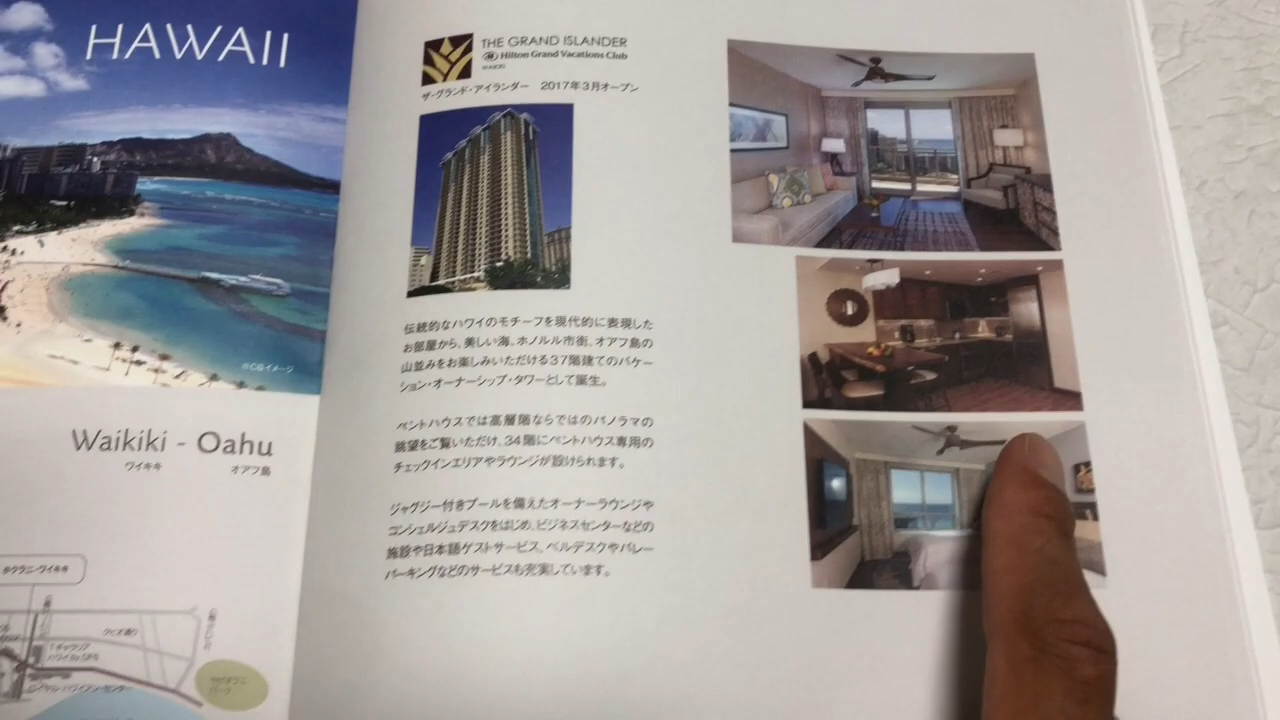 HAWAII
※CGイメージ
Waikiki - Oahu
ワイキキ オアフ島
THE GRAND ISLANDER
Hilton Grand Vacations Club
WAIKIKI
ザ・グランド・アイランダー 2017年3月オープン
伝統的なハワイのモチーフを現代的に表現した
お部屋から、美しい海、ホノルル市街、オアフ島の
山並みをお楽しみいただける37階建てのバケー
ション・オーナーシップ・タワーとして誕生。
ペントハウスでは高層階ならではのパノラマの
眺望をご覧いただけ、34階にペントハウス専用の
チェックインエリアやラウンジが設けられます。
ジャグジー付きプールを備えたオーナーラウンジや
コンシェルジュデスクをはじめ、ビジネスセンターなどの
施設や日本語ゲストサービス、ベルデスクやバレー
パーキングなどのサービスも充実しています。